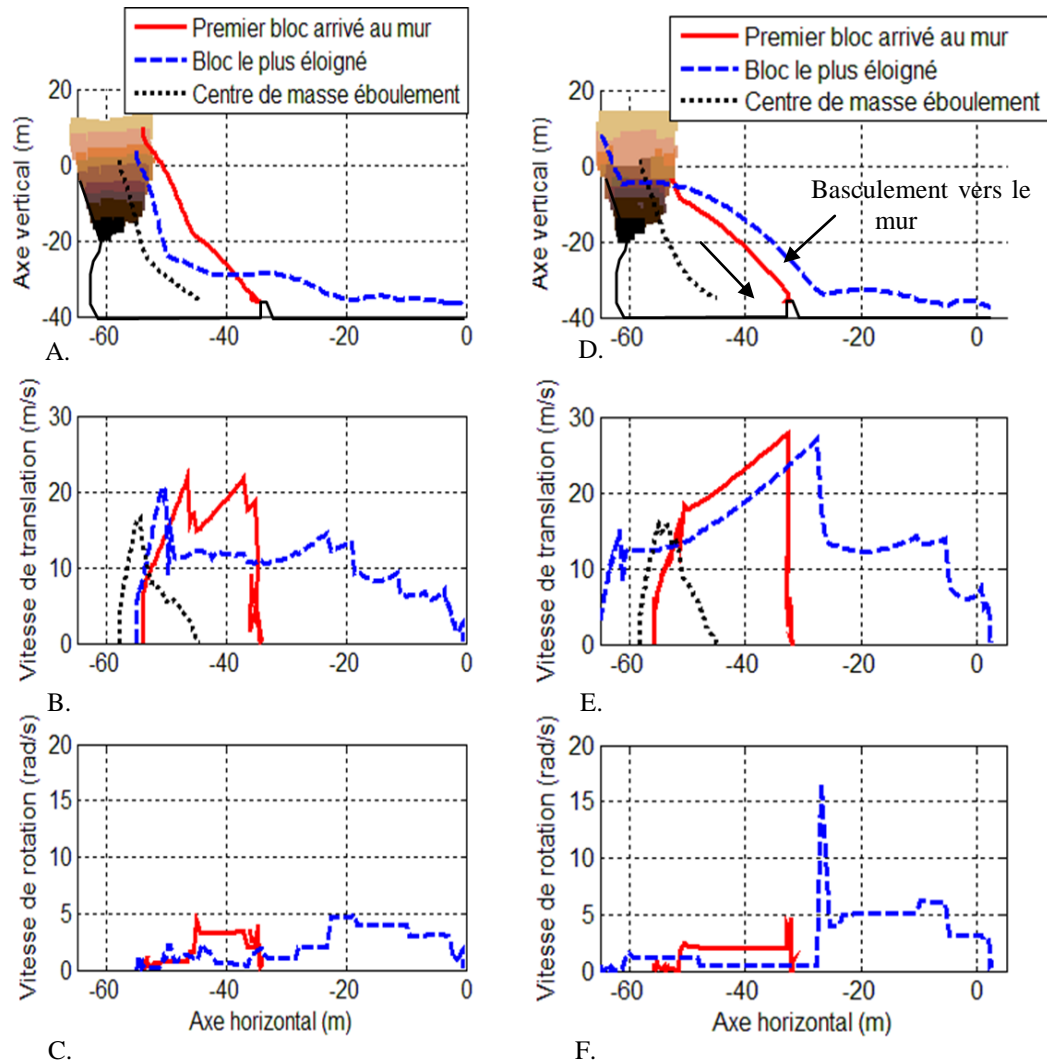 Premier bloc arrivé au mur
Bloc le plus éloigné
Centre de masse éboulement
Axe vertical (m)
20
0
-20
-40
-60
-40
-20
0
A.
Premier bloc arrivé au mur
Bloc le plus éloigné
Centre de masse éboulement
Axe vertical (m)
20
0
-20
-40
Basculement vers le
mur
-60
-40
-20
0
D.
Vitesse de translation (m/s)
30
20
10
0
-60
-40
-20
0
B.
Vitesse de translation (m/s)
30
20
10
0
-60
-40
-20
0
E.
Vitesse de rotation (rad/s)
20
15
10
5
0
-60
-40
-20
0
Axe horizontal (m)
C.
Vitesse de rotation (rad/s)
20
15
10
5
0
-60
-40
-20
0
Axe horizontal (m)
F.